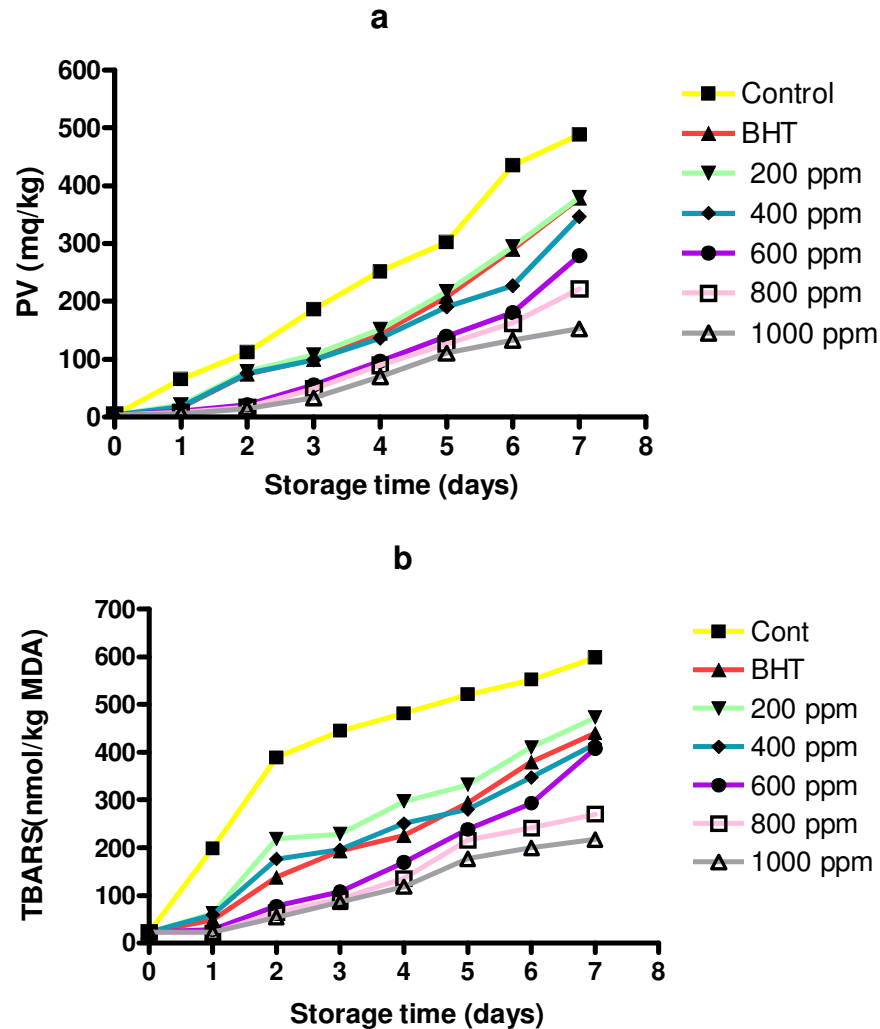 a
600
500
400
300
200
100
0
PV (mq/kg)
0 1 2 3 4 5 6 7 8
Storage time (days)
Control
BHT
200 ppm
400 ppm
600 ppm
800 ppm
1000 ppm
b
700
600
500
400
300
200
100
0
TBARS(nmol/kg MDA)
0 1 2 3 4 5 6 7 8
Storage time (days)
Cont
BHT
200 ppm
400 ppm
600 ppm
800 ppm
1000 ppm